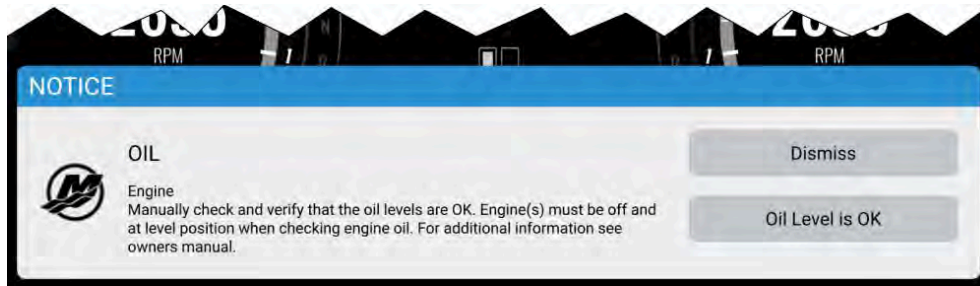 RPM
RPM
NOTICE
OIL
Engine
Manually check and verify that the oil levels are OK. Engine(s) must be off and
at level position when checking engine oil. For additional information see
owners manual.
Dismiss
Oil Level is OK